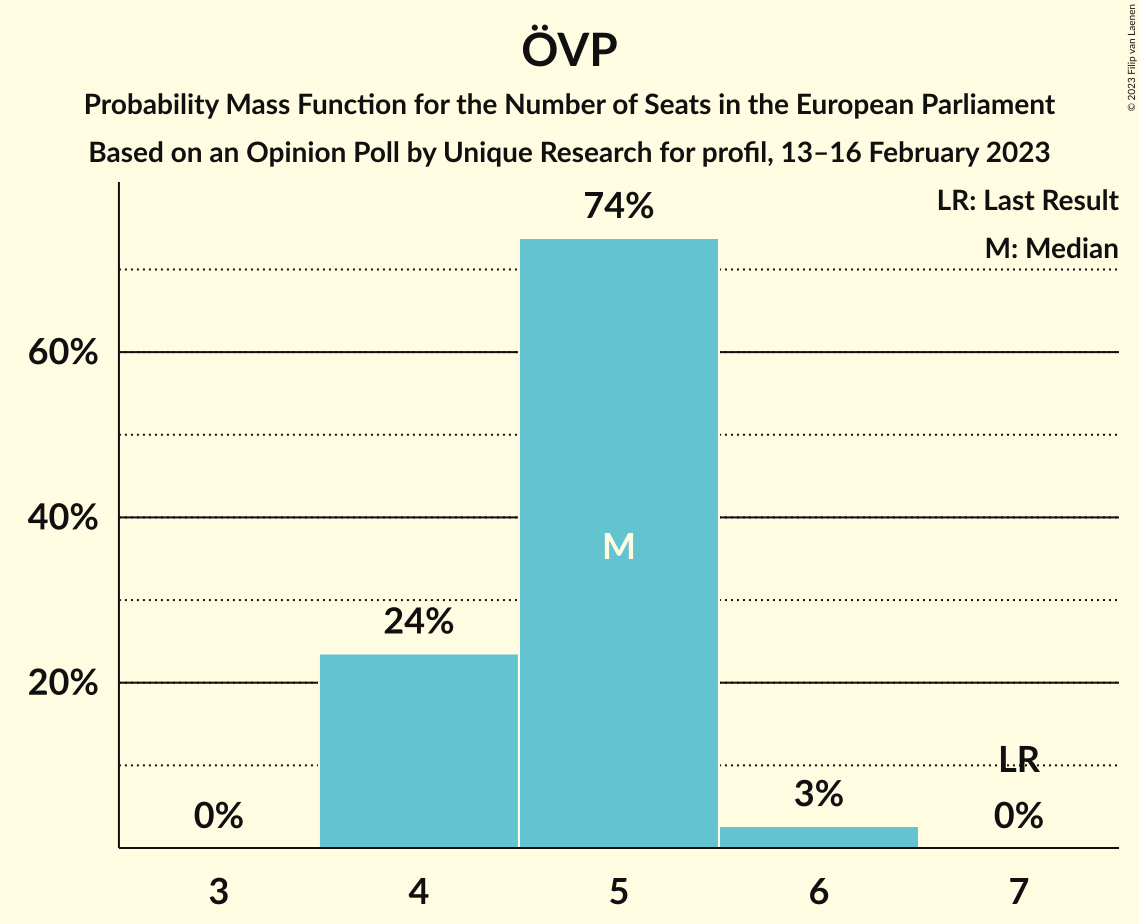 ÖVP
Probability Mass Function for the Number of Seats in the European Parliament
Based on an Opinion Poll by Unique Research for profil, 13–16 February 2023
© 2023 Filip van Laenen
LR: Last Result
M: Median
74%
60%
40%
M
24%
20%
LR
3%
0%
0%
3
4
5
6
7